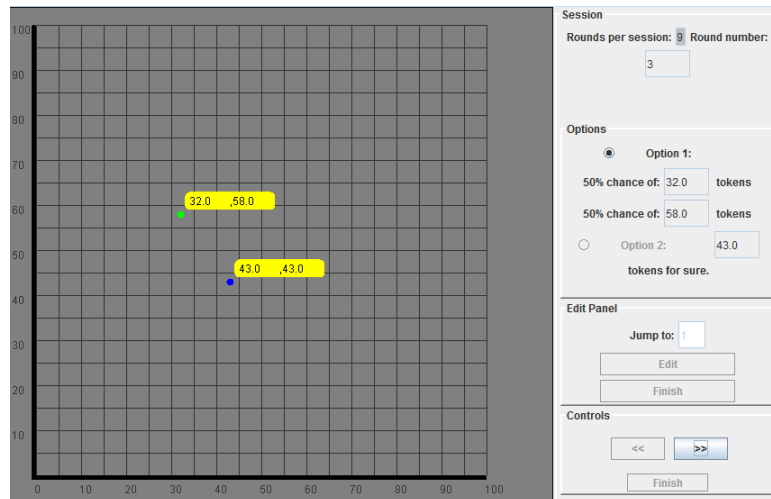 100
90
80
70
60
50
40
30
20
10
0 10 20 30 40 50 60 70 80 90 100
32.0 ,58.0
43.0 ,43.0
Session
Rounds per session: 9 Round number:
3
Options
Option 1:
50% chance of: 32.0 tokens
50% chance of: 58.0 tokens
Option 2: 43.0
tokens for sure.
Edit Panel
Jump to: 1
Edit
Finish
Controls
<< >>
Finish